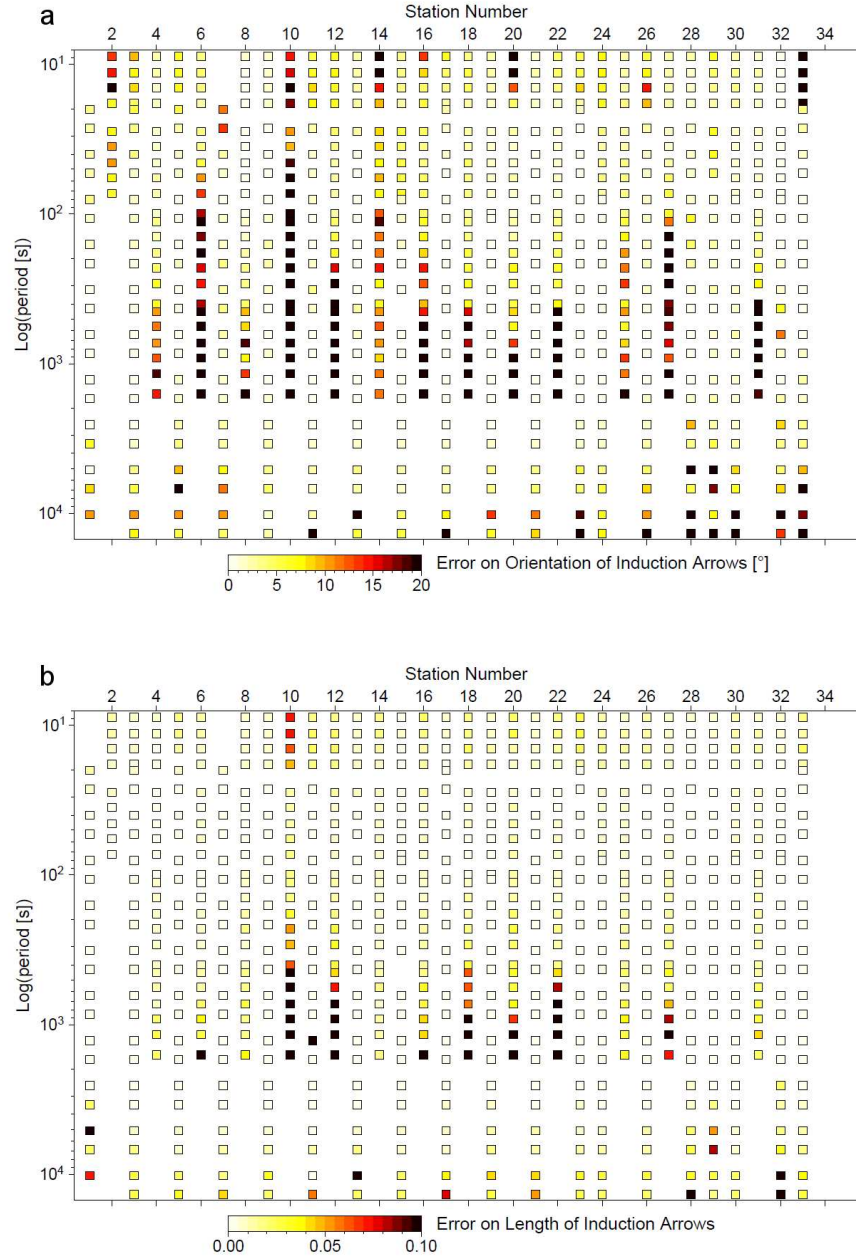 a
Station Number
2 4 6 8 10 12 14 16 18 20 22 24 26 28 30 32 34
Log(period [s])
10¹
10²
10³
10⁴
0 5 10 15 20
Error on Orientation of Induction Arrows [°]
b
Station Number
2 4 6 8 10 12 14 16 18 20 22 24 26 28 30 32 34
Log(period [s])
10¹
10²
10³
10⁴
0.00 0.05 0.10
Error on Length of Induction Arrows